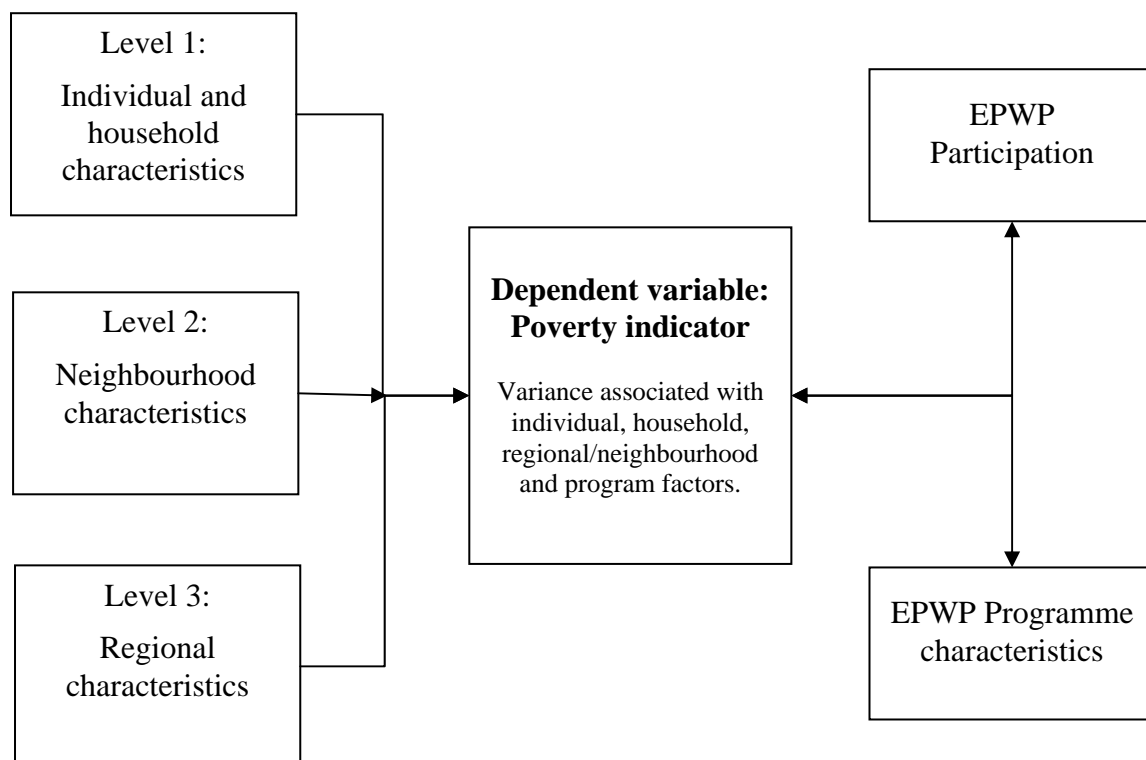 Level 1:
Individual and
household
characteristics
Level 2:
Neighbourhood
characteristics
Level 3:
Regional
characteristics
Dependent variable:
Poverty indicator
Variance associated with
individual, household,
regional/neighbourhood
and program factors.
EPWP
Participation
EPWP Programme
characteristics